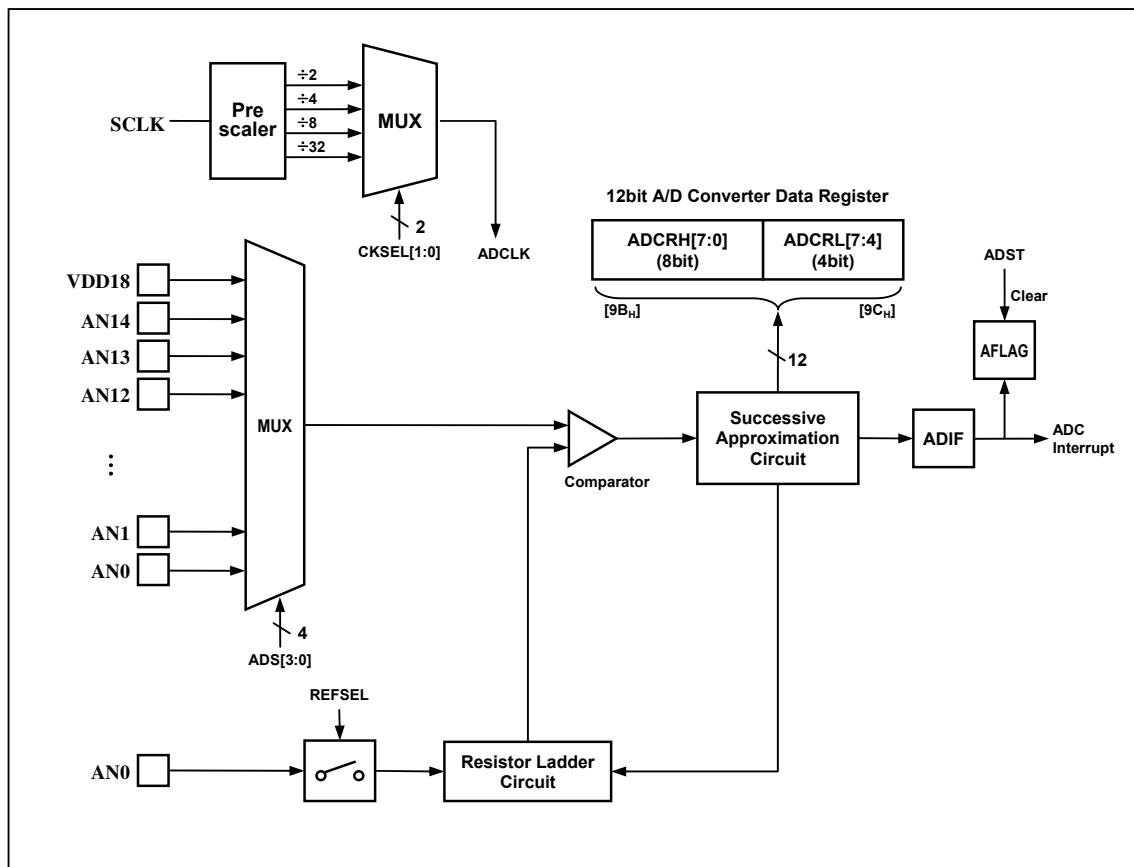 SCLK
Pre
scaler
÷2
÷4
÷8
÷32
MUX
2
CKSEL[1:0]
ADCLK
12bit A/D Converter Data Register
ADCRH[7:0]
(8bit)
ADCRL[7:4]
(4bit)
[9BH]
[9CH]
ADST
Clear
AFLAG
VDD18
AN14
AN13
AN12
...
AN1
AN0
MUX
4
ADS[3:0]
Comparator
12
Successive
Approximation
Circuit
ADIF
ADC
Interrupt
REFSEL
AN0
Resistor Ladder
Circuit